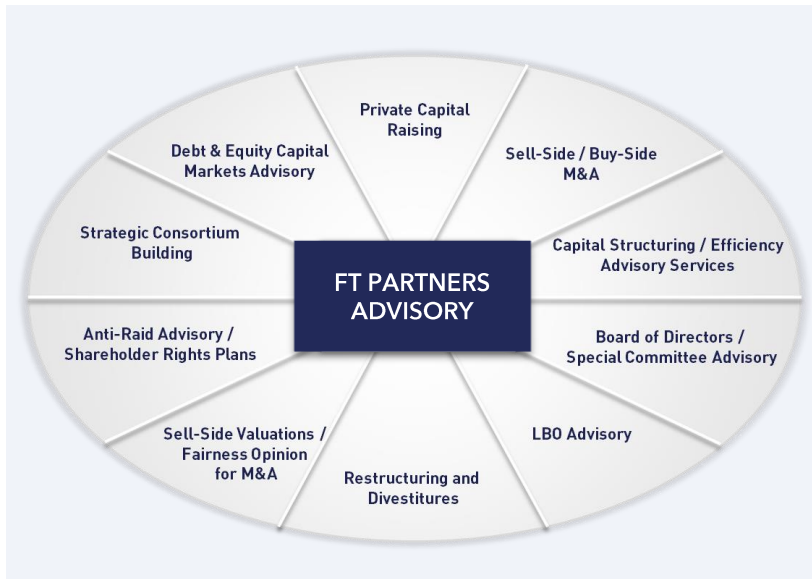 Private Capital
Raising
Debt & Equity Capital
Markets Advisory
Sell-Side / Buy-Side
M&A
Strategic Consortium
Building
Capital Structuring / Efficiency
Advisory Services
FT PARTNERS
ADVISORY
Anti-Raid Advisory /
Shareholder Rights Plans
Board of Directors /
Special Committee Advisory
Sell-Side Valuations /
Fairness Opinion
for M&A
LBO Advisory
Restructuring and
Divestitures